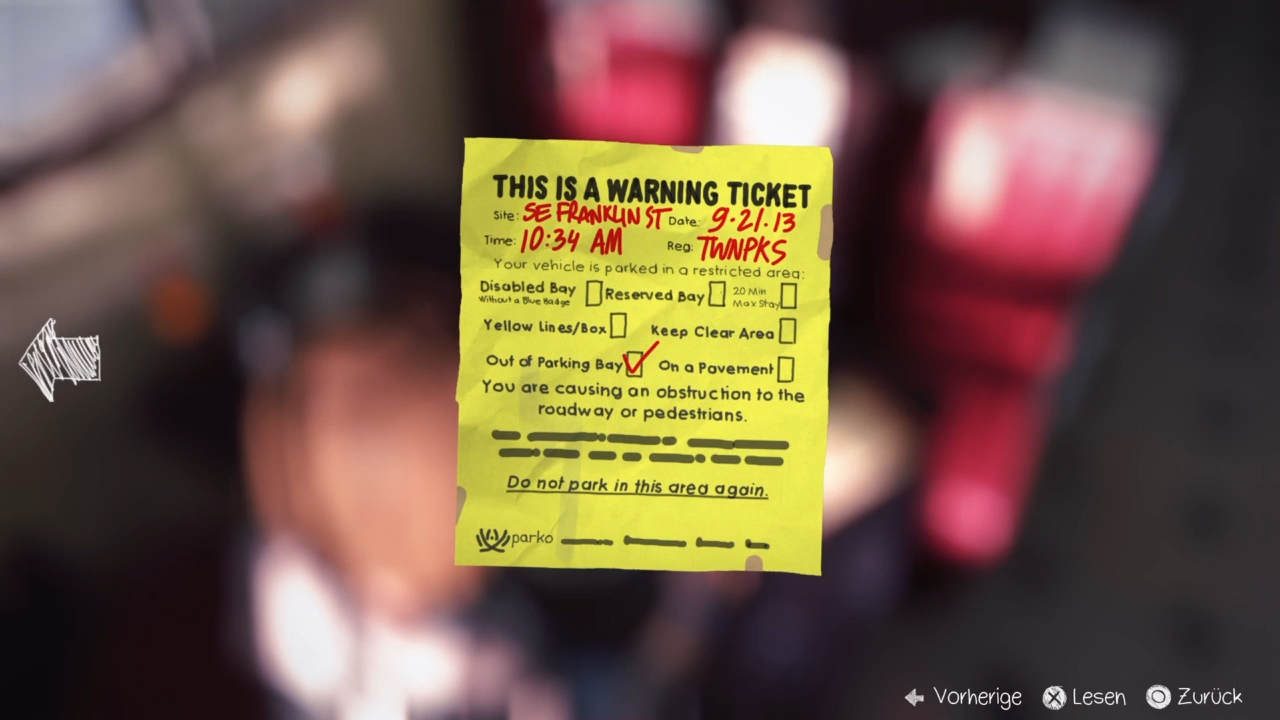 THIS IS A WARNING TICKET
Site: SE FRANKLIN ST Date: 9.21.13
Time: 10:34 AM Reg: TWNPKS
Your vehicle is parked in a restricted area:
Disabled Bay Without a Blue Badge Reserved Bay 20 Min Max Stay
Yellow Lines/Box Keep Clear Area
Out of Parking Bay On a Pavement
You are causing an obstruction to the
roadway or pedestrians.
Do not park in this area again.
parko
Vorherige Lesen Zurück